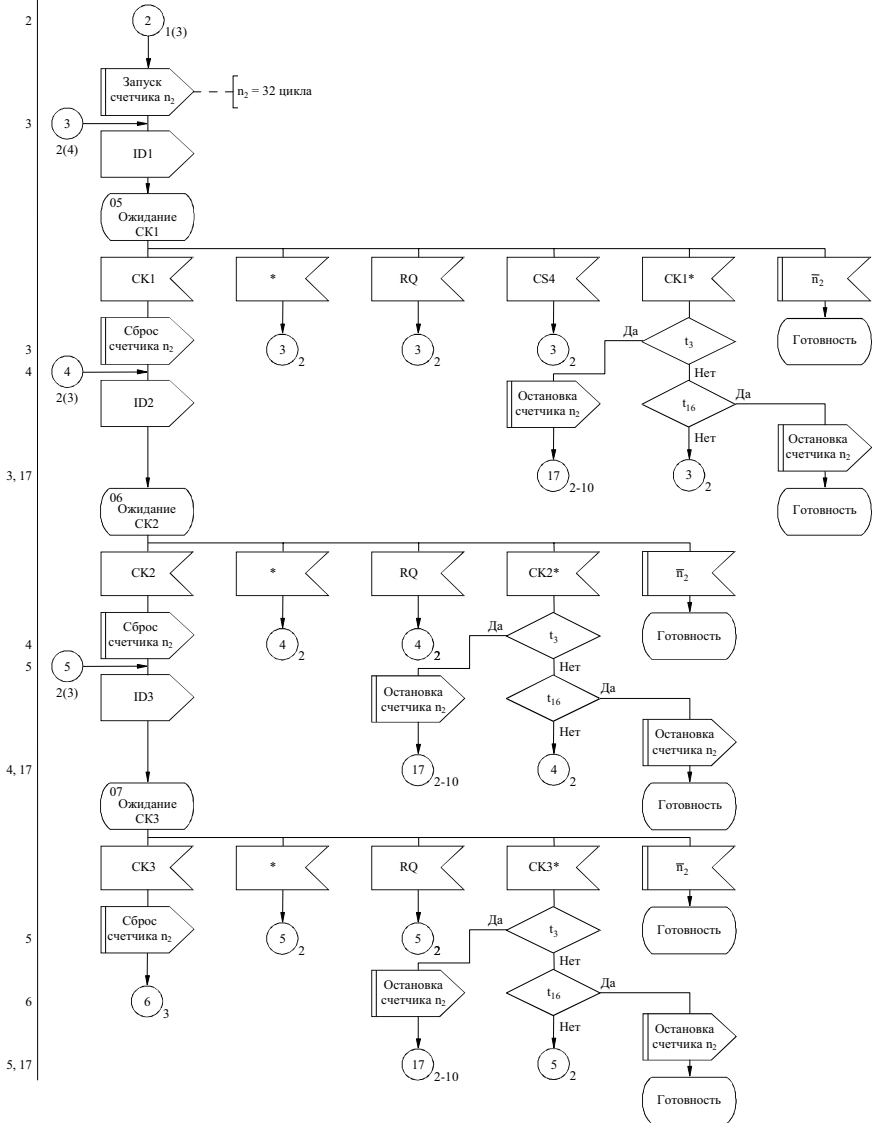 2
2
1(3)
Запуск
счетчика n₂
n₂ = 32 цикла
3
3
2(4)
ID1
05
Ожидание
СК1
СК1
*
RQ
CS4
СК1*
n̅₂
Сброс
счетчика n₂
3
2
3
2
3
2
t₃
Да
Нет
Готовность
3
4
4
2(3)
ID2
Остановка
счетчика n₂
t₁₆
Да
Нет
Остановка
счетчика n₂
3, 17
17
2-10
3
2
Готовность
06
Ожидание
СК2
СК2
*
RQ
СК2*
n̅₂
Сброс
счетчика n₂
4
2
4
2
t₃
Да
Нет
Готовность
4
5
5
2(3)
ID3
Остановка
счетчика n₂
t₁₆
Да
Нет
Остановка
счетчика n₂
4, 17
17
2-10
4
2
Готовность
07
Ожидание
СК3
СК3
*
RQ
СК3*
n̅₂
Сброс
счетчика n₂
5
5
2
5
2
t₃
Да
Нет
Готовность
6
6
3
Остановка
счетчика n₂
t₁₆
Да
Нет
Остановка
счетчика n₂
5, 17
17
2-10
5
2
Готовность